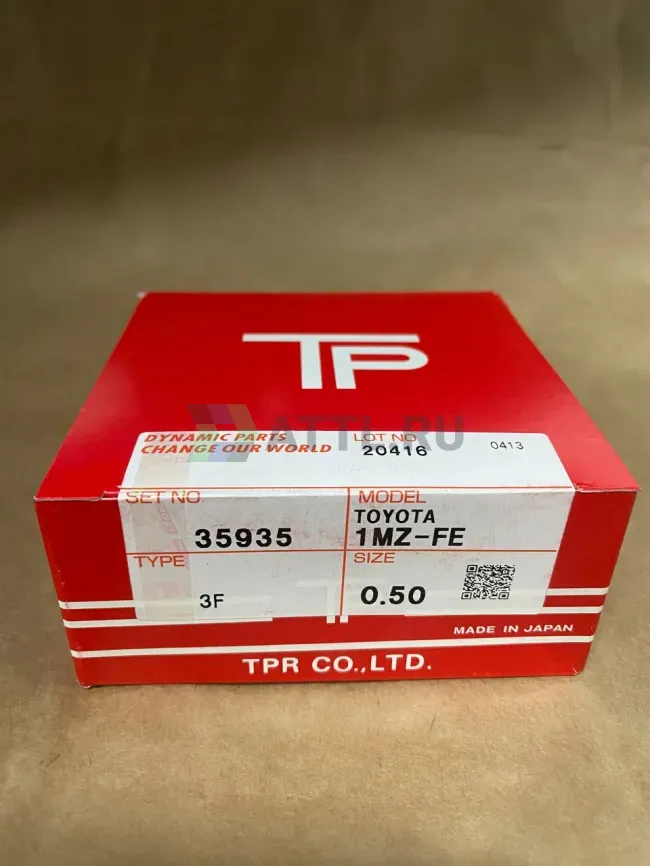 TP
ATTL.RU
DYNAMIC PARTS
CHANGE OUR WORLD
LOT NO.
20416
0413
SET NO.
35935
MODEL
TOYOTA
1MZ-FE
TYPE
3F
SIZE
0.50
MADE IN JAPAN
TPR CO.,LTD.